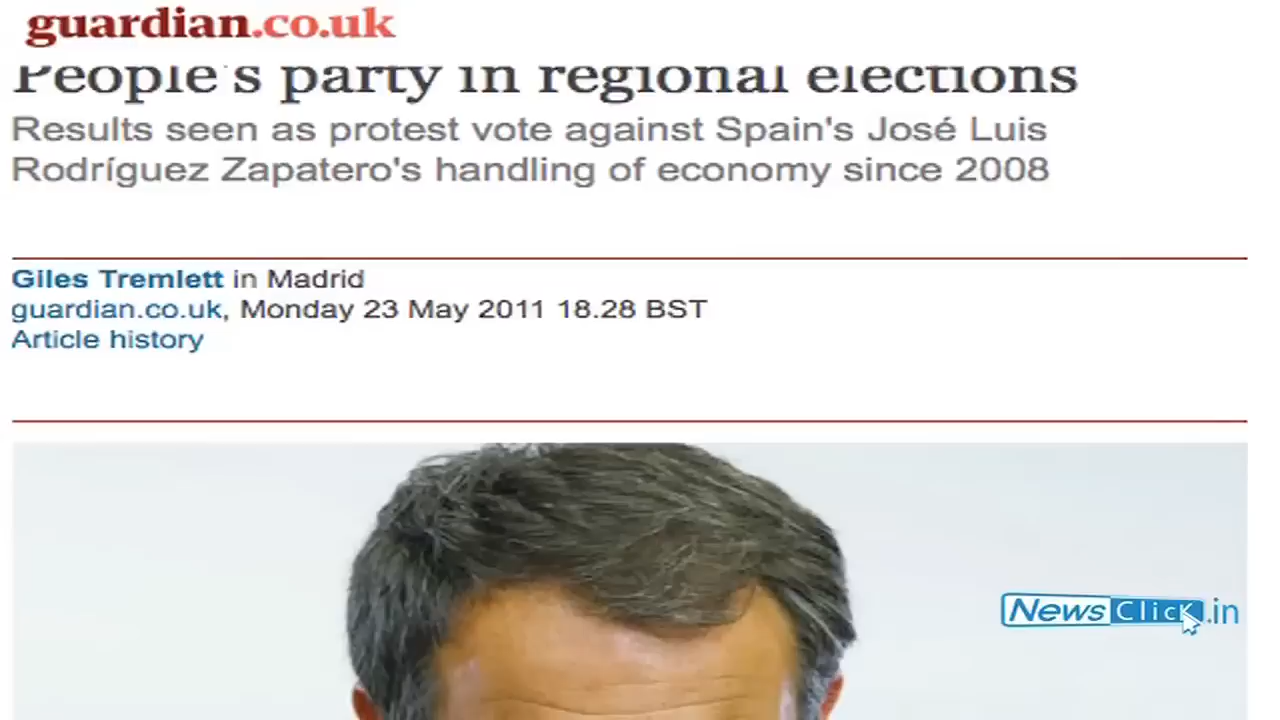 guardian.co.uk
People's party in regional elections
Results seen as protest vote against Spain's José Luis
Rodríguez Zapatero's handling of economy since 2008
Giles Tremlett in Madrid
guardian.co.uk, Monday 23 May 2011 18.28 BST
Article history
NewsClick.in